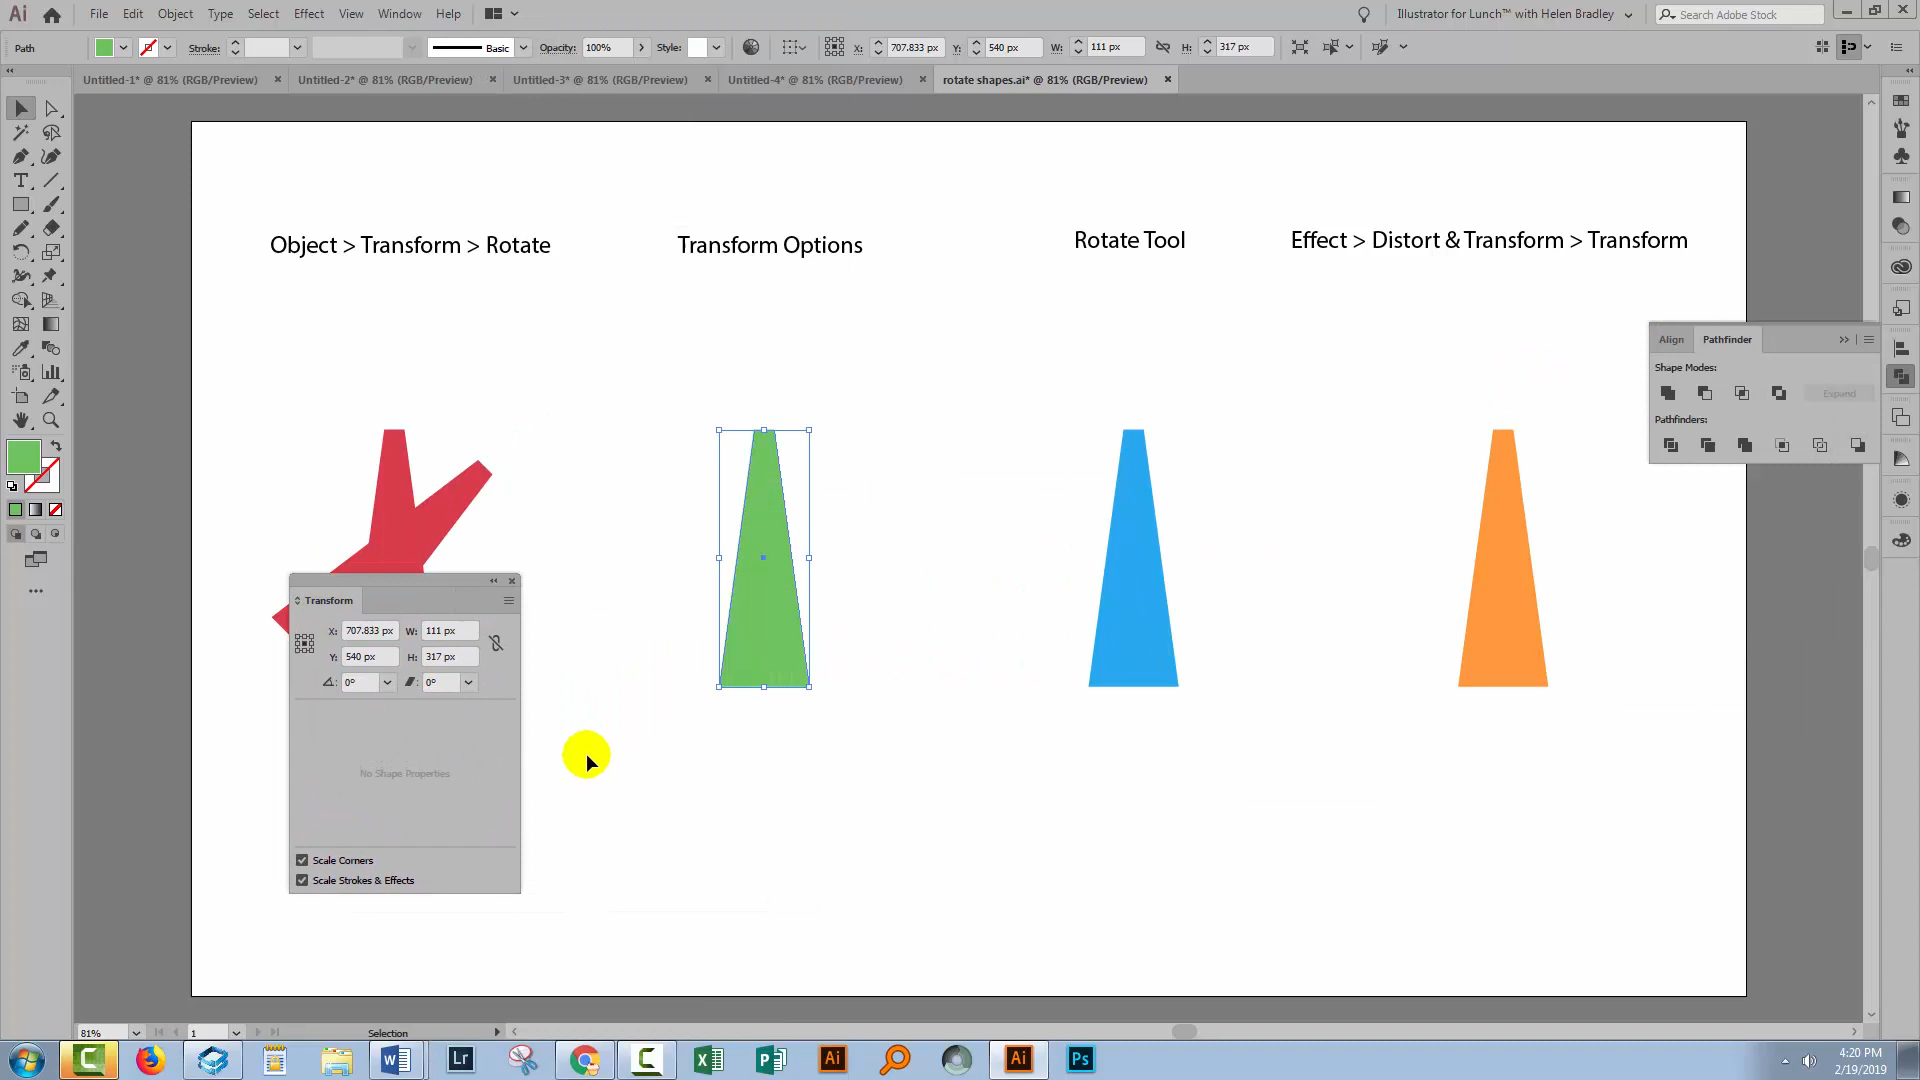 Ai File Edit Object Type Select Effect View Window Help Illustrator for Lunch™ with Helen Bradley Search Adobe Stock
Path Stroke: Basic Opacity: 100% Style: X: 707.833 px Y: 540 px W: 111 px H: 317 px
Untitled-1* @ 81% (RGB/Preview) Untitled-2* @ 81% (RGB/Preview) Untitled-3* @ 81% (RGB/Preview) Untitled-4* @ 81% (RGB/Preview) rotate shapes.ai* @ 81% (RGB/Preview)
Object > Transform > Rotate
Transform Options
Rotate Tool
Effect > Distort & Transform > Transform
Align Pathfinder
Shape Modes:
Expand
Pathfinders:
Transform
X: 707.833 px W: 111 px
Y: 540 px H: 317 px
0° 0°
No Shape Properties
Scale Corners
Scale Strokes & Effects
81% 1 Selection
4:20 PM
2/19/2019
C W Lr C X P Ai Ai Ps